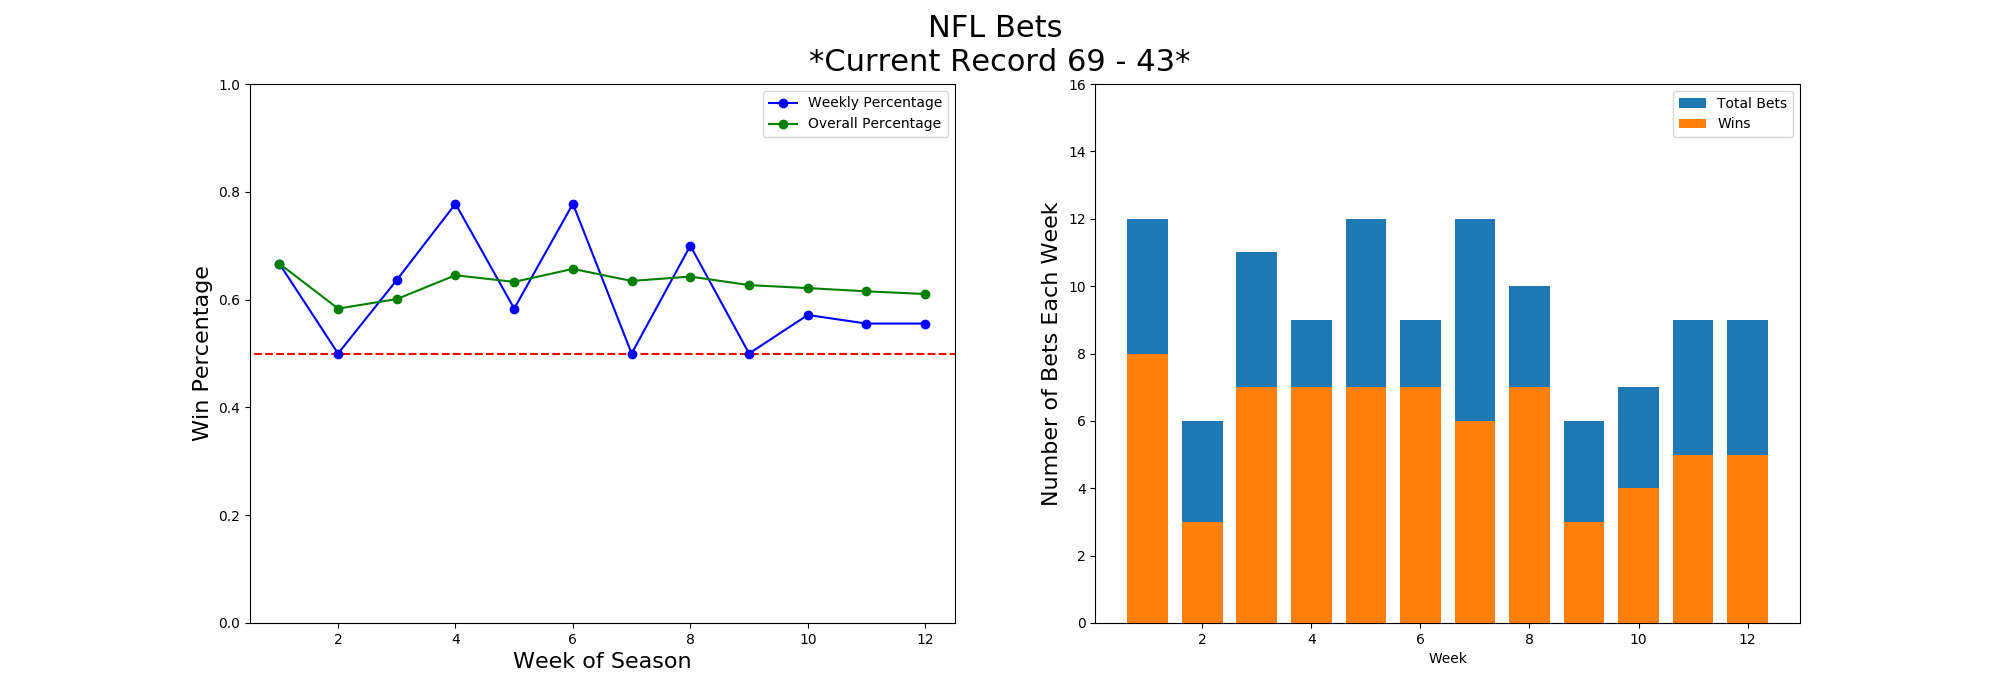 NFL Bets
*Current Record 69 - 43*
1.0
0.8
0.6
0.4
0.2
0.0
Win Percentage
Weekly Percentage
Overall Percentage
2 4 6 8 10 12
Week of Season
16
14
12
10
8
6
4
2
0
Number of Bets Each Week
Total Bets
Wins
2 4 6 8 10 12
Week